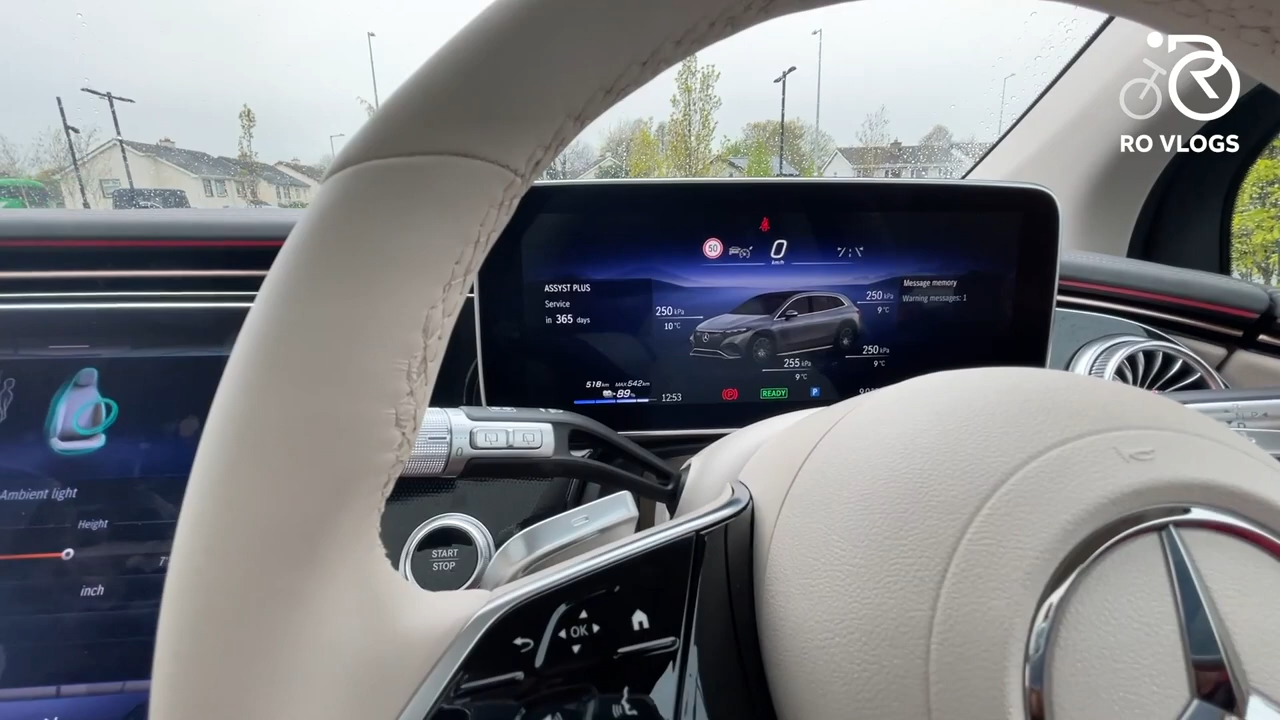 RO VLOGS
50
0
km/h
ASSYST PLUS
Service
in 365 days
250 kPa
10 °C
250 kPa
9 °C
Message memory
Warning messages: 1
250 kPa
9 °C
255 kPa
9 °C
518 km MAX 542 km
89%
12:53
READY
P
Ambient light
Height
inch
START
STOP
OK